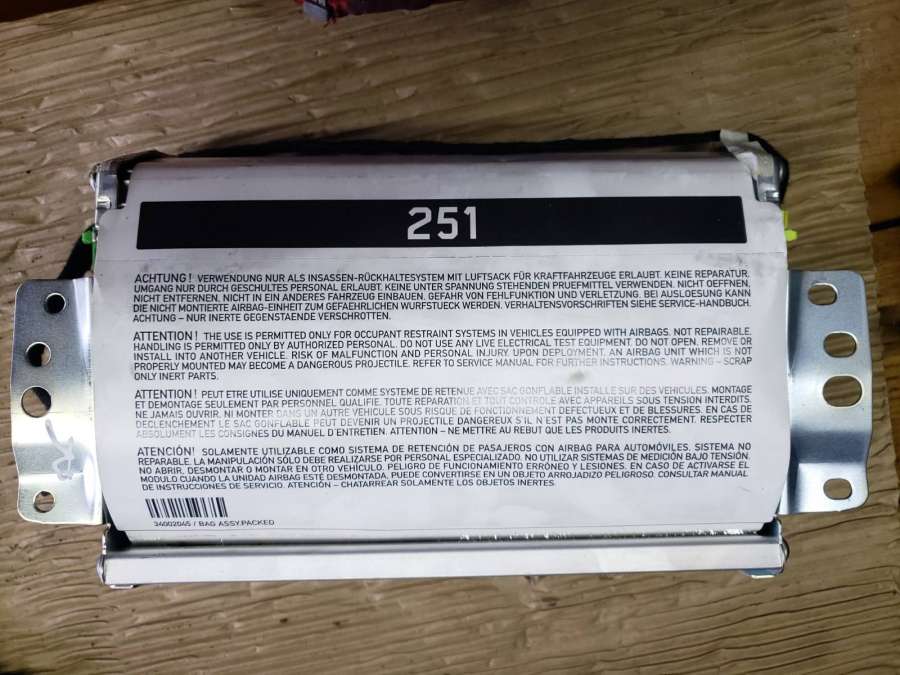 251
ACHTUNG! VERWENDUNG NUR ALS INSASSEN-RÜCKHALTESYSTEM MIT LUFTSACK FÜR KRAFTFAHRZEUGE ERLAUBT. KEINE REPARATUR.
UMGANG NUR DURCH GESCHULTES PERSONAL ERLAUBT. KEINE UNTER SPANNUNG STEHENDEN PRUEFMITTEL VERWENDEN. NICHT OEFFNEN,
NICHT ENTFERNEN, NICHT IN EIN ANDERES FAHRZEUG EINBAUEN. GEFAHR VON FEHLFUNKTION UND VERLETZUNG. BEI AUSLOESUNG KANN
DIE NICHT MONTIERTE AIRBAG-EINHEIT ZUM GEFAEHRLICHEN WURFSTUECK WERDEN. VERHALTENSVORSCHRIFTEN SIEHE SERVICE-HANDBUCH.
ACHTUNG – NUR INERTE GEGENSTAENDE VERSCHROTTEN.
ATTENTION! THE USE IS PERMITTED ONLY FOR OCCUPANT RESTRAINT SYSTEMS IN VEHICLES EQUIPPED WITH AIRBAGS. NOT REPAIRABLE.
HANDLING IS PERMITTED ONLY BY AUTHORIZED PERSONAL. DO NOT USE ANY LIVE ELECTRICAL TEST EQUIPMENT. DO NOT OPEN, REMOVE OR
INSTALL INTO ANOTHER VEHICLE. RISK OF MALFUNCTION AND PERSONAL INJURY. UPON DEPLOYMENT. AN AIRBAG UNIT WHICH IS NOT
PROPERLY MOUNTED MAY BECOME A DANGEROUS PROJECTILE. REFER TO SERVICE MANUAL FOR FURTHER INSTRUCTIONS. WARNING – SCRAP
ONLY INERT PARTS.
ATTENTION! PEUT ETRE UTILISE UNIQUEMENT COMME SYSTEME DE RETENUE AVEC SAC GONFLABLE INSTALLE SUR DES VEHICULES. MONTAGE
ET DEMONTAGE SEULEMENT PAR PERSONNEL QUALIFIE. TOUTE REPARATION ET TOUT CONTROLE AVEC APPAREILS SOUS TENSION INTERDITS.
NE JAMAIS OUVRIR, NI MONTER DANS UN AUTRE VEHICULE SOUS RISQUE DE FONCTIONNEMENT DEFECTUEUX ET DE BLESSURES. EN CAS DE
DECLENCHEMENT LE SAC GONFLABLE PEUT DEVENIR UN PROJECTILE DANGEREUX S IL N EST PAS MONTE CORRECTEMENT. RESPECTER
ABSOLUMENT LES CONSIGNES DU MANUEL D'ENTRETIEN. ATTENTION – NE METTRE AU REBUT QUE LES PRODUITS INERTES.
ATENCIÓN! SOLAMENTE UTILIZABLE COMO SISTEMA DE RETENCIÓN DE PASAJEROS CON AIRBAG PARA AUTOMÓVILES. SISTEMA NO
REPARABLE. LA MANIPULACIÓN SÓLO DEBE REALIZARSE POR PERSONAL ESPECIALIZADO. NO UTILIZAR SISTEMAS DE MEDICIÓN BAJO TENSIÓN.
NO ABRIR. DESMONTAR O MONTAR EN OTRO VEHÍCULO. PELIGRO DE FUNCIONAMIENTO ERRÓNEO Y LESIONES. EN CASO DE ACTIVARSE EL
MODULO CUANDO LA UNIDAD AIRBAG ESTÉ DESMONTADA, PUEDE CONVERTIRSE EN UN OBJETO ARROJADIZO PELIGROSO. CONSULTAR MANUAL
DE INSTRUCCIONES DE SERVICIO. ATENCIÓN – CHATARREAR SOLAMENTE LOS OBJETOS INERTES.
34002045 / BAG ASSY.PACKED